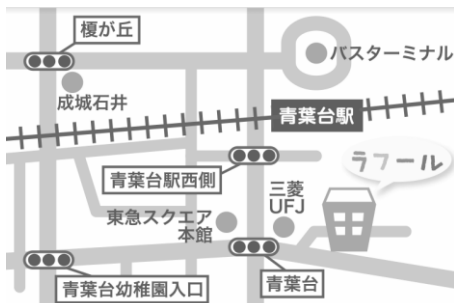 榎が丘
バスターミナル
成城石井
青葉台駅
ラフール
青葉台駅西側
三菱
UFJ
東急スクエア
本館
青葉台幼稚園入口
青葉台